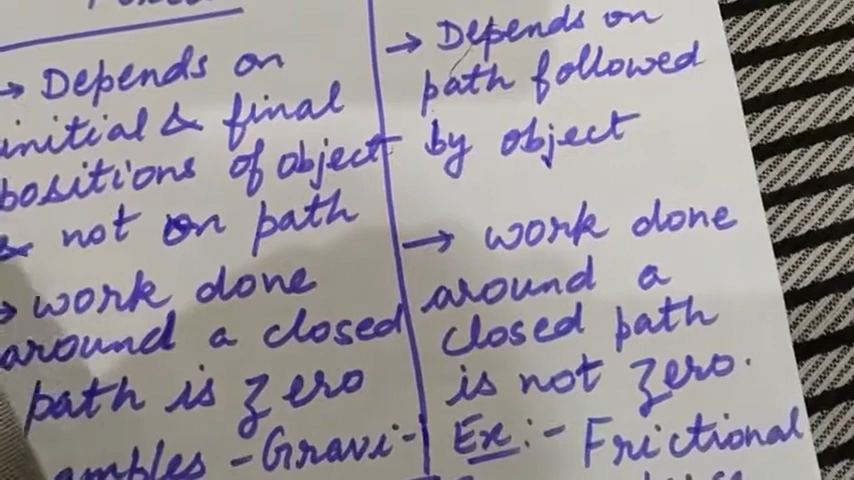 → Depends on
initial & final
positions of object
& not on path
→ work done
around a closed
path is zero
amples - Gravi-
→ Depends on
path followed
by object
→ work done
around a
closed path
is not zero.
Ex:- Frictional